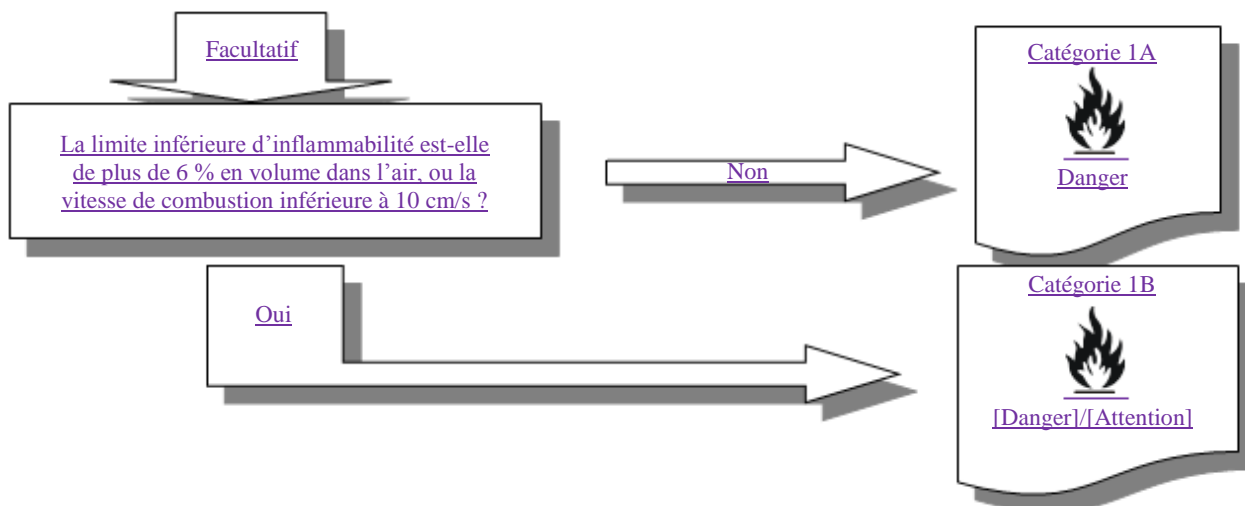 Facultatif
La limite inférieure d’inflammabilité est-elle
de plus de 6 % en volume dans l’air, ou la
vitesse de combustion inférieure à 10 cm/s ?
Non
Catégorie 1A
Danger
Oui
Catégorie 1B
[Danger]/[Attention]